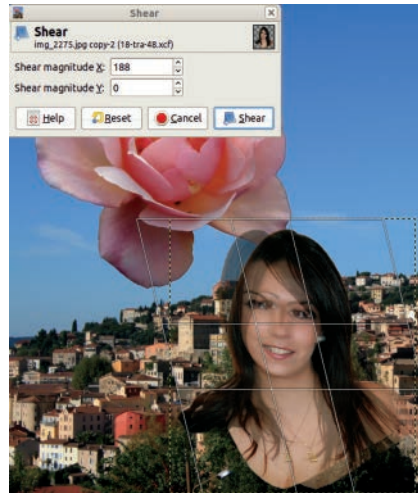 Shear
Shear
img_2275.jpg copy-2 (18-tra-48.xcf)
Shear magnitude X: 188
Shear magnitude Y: 0
Help Reset Cancel Shear